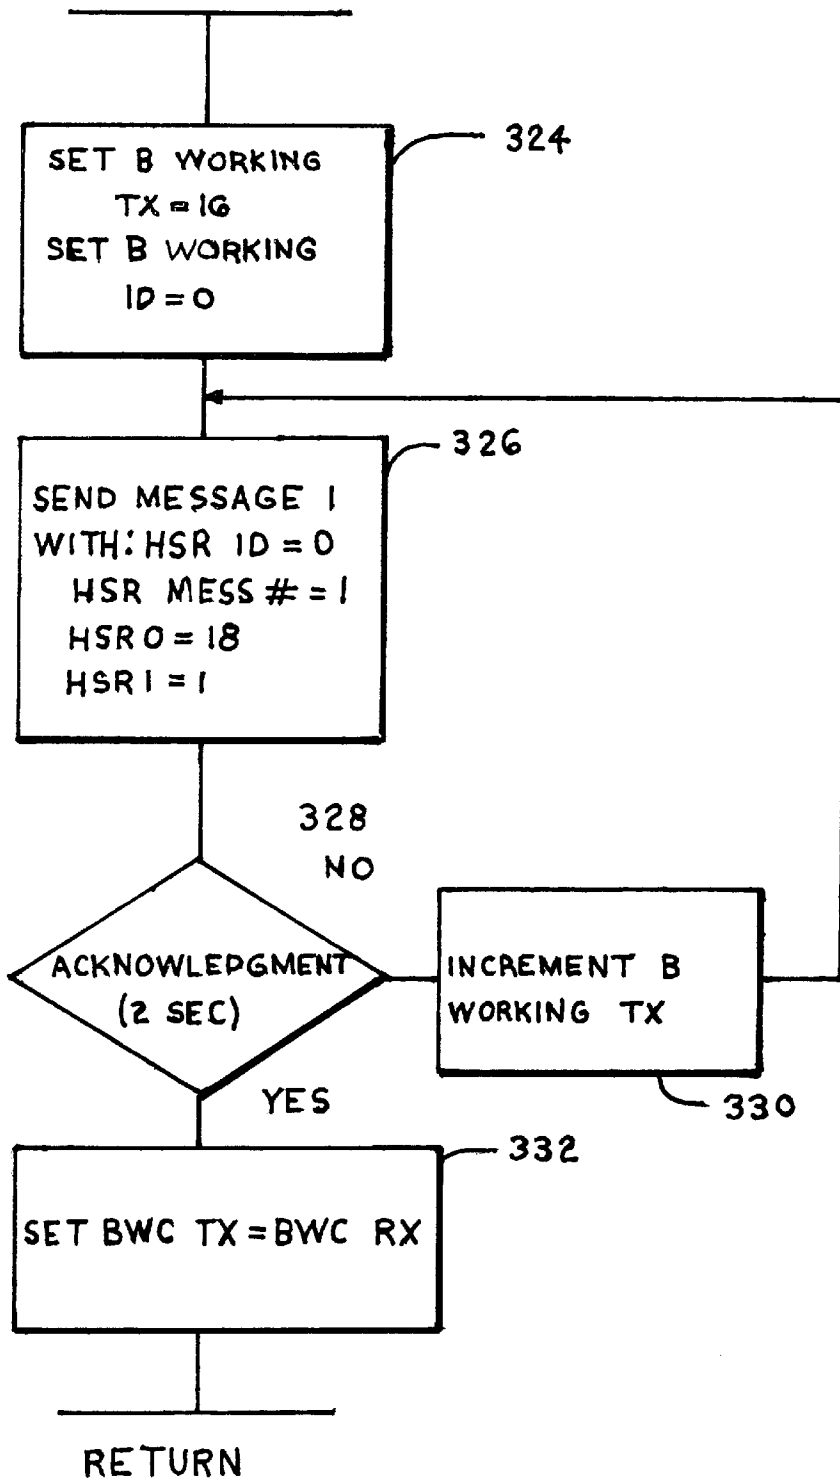 324
SET B WORKING
TX = 16
SET B WORKING
ID = 0
326
SEND MESSAGE 1
WITH: HSR ID = 0
HSR MESS # = 1
HSR 0 = 18
HSR 1 = 1
328
NO
ACKNOWLEDGMENT
(2 SEC)
INCREMENT B
WORKING TX
330
YES
332
SET BWC TX = BWC RX
RETURN